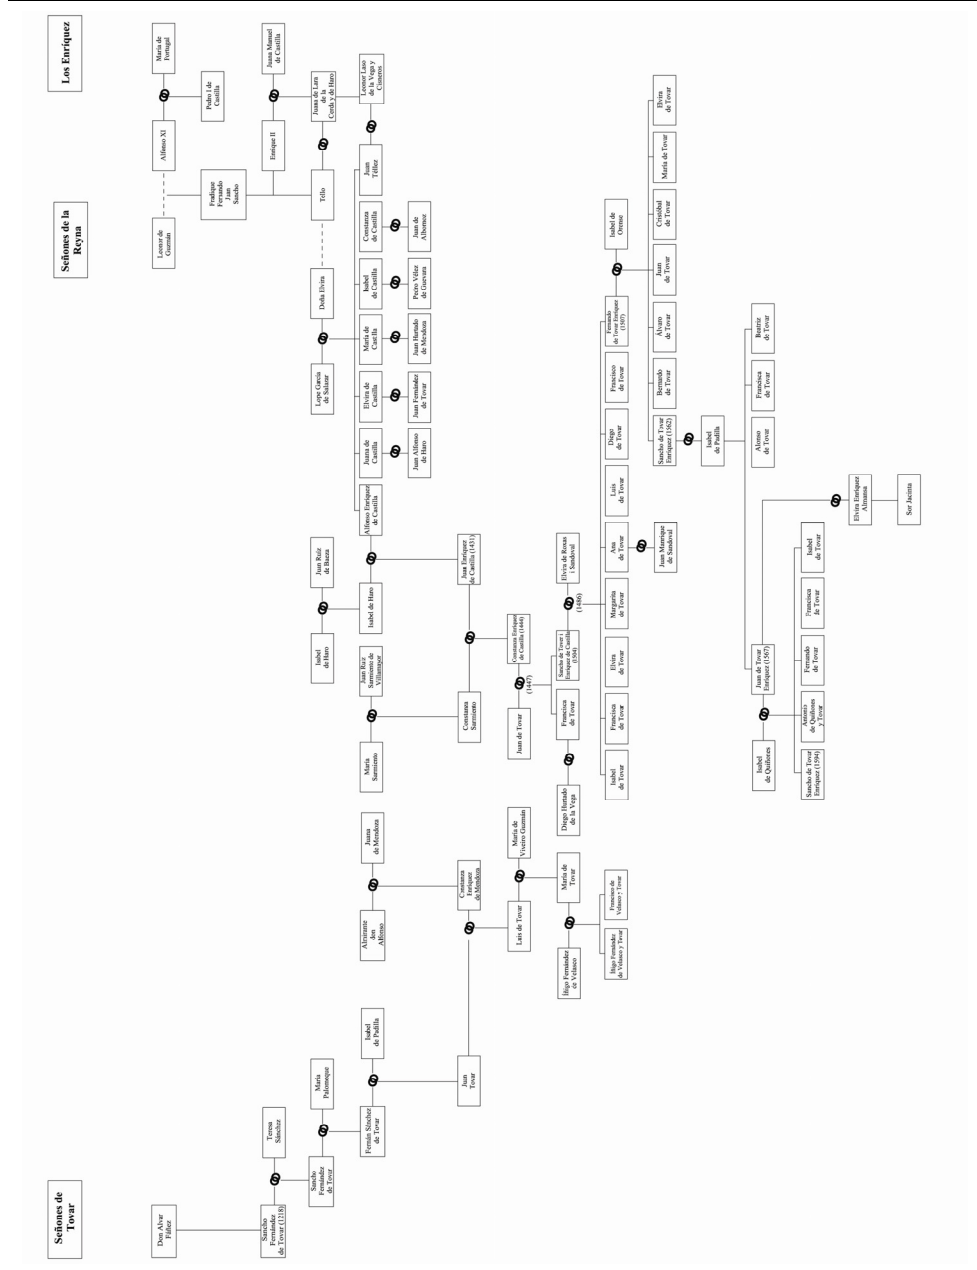 Señones de
Tovar
Señones de la
Reyna
Los Enríquez
Don Alvar
Fáñez
Leonor de
Guzmán
Alfonso XI
María de
Portugal
Fradique
Fernando
Juan
Sancho
Pedro I de
Castilla
Sancho
Fernández
de Tovar (1218)
Teresa
Sánchez
Enrique II
Juana Manuel
de Castilla
Sancho
Fernández
de Tovar
María
Palomeque
Isabel
de Haro
Juan Ruiz
de Baeza
Lope García
de Salazar
Doña Elvira
Tello
Juana de Lara
de la
Cerda y de Haro
Fernán Sánchez
de Tovar
Isabel
de Padilla
Almirante
don
Alfonso
Juana
de Mendoza
María
Sarmiento
Juan Ruiz
Sarmiento de
Villamayor
Isabel de Haro
Alfonso Enríquez
de Castilla
Juana de
Castilla
Elvira de
Castilla
María de
Castilla
Isabel
de Castilla
Constanza
de Castilla
Juan
Téllez
Leonor Laso
de la Vega y
Cisneros
Juan Alfonso
de Haro
Juan Fernández
de Tovar
Juan Hurtado
de Mendoza
Pedro Vélez
de Guevara
Juan de
Albornoz
Juan
Tovar
Constanza
Enríquez
de Mendoza
Constanza
Sarmiento
Juan Enríquez
de Castilla (1431)
Luis de Tovar
María de
Viveiro Guzmán
Juan de Tovar
(1447)
Constanza Enríquez
de Castilla (1444)
Íñigo Fernández
de Velasco
María de
Tovar
Diego Hurtado
de la Vega
Francisca
de Tovar
Sancho de Tovar i
Enríquez de Castilla
(1504)
(1486)
Elvira de Roxas
i Sandoval
Íñigo Fernández
de Velasco y Tovar
Francisco de
Velasco y Tovar
Isabel
de Tovar
Francisca
de Tovar
Elvira
de Tovar
Margarita
de Tovar
Ana
de Tovar
Luis
de Tovar
Diego
de Tovar
Francisco
de Tovar
Fernando
de Tovar Enríquez
(1507)
Isabel de
Orense
Juan Manrique
de Sandoval
Sancho de Tovar
Enríquez (1562)
Bernardo
de Tovar
Álvaro
de Tovar
Juan
de Tovar
Cristóbal
de Tovar
María de Tovar
Elvira
de Tovar
Isabel
de Padilla
Isabel
de Quiñones
Juan de Tovar
Enríquez (1567)
Alonso
de Tovar
Francisca
de Tovar
Beatriz
de Tovar
Sancho de Tovar
Enríquez (1594)
Antonio
de Quiñones
y Tovar
Fernando
de Tovar
Francisca
de Tovar
Isabel
de Tovar
Elvira Enríquez
Almansa
Sor Jacinta